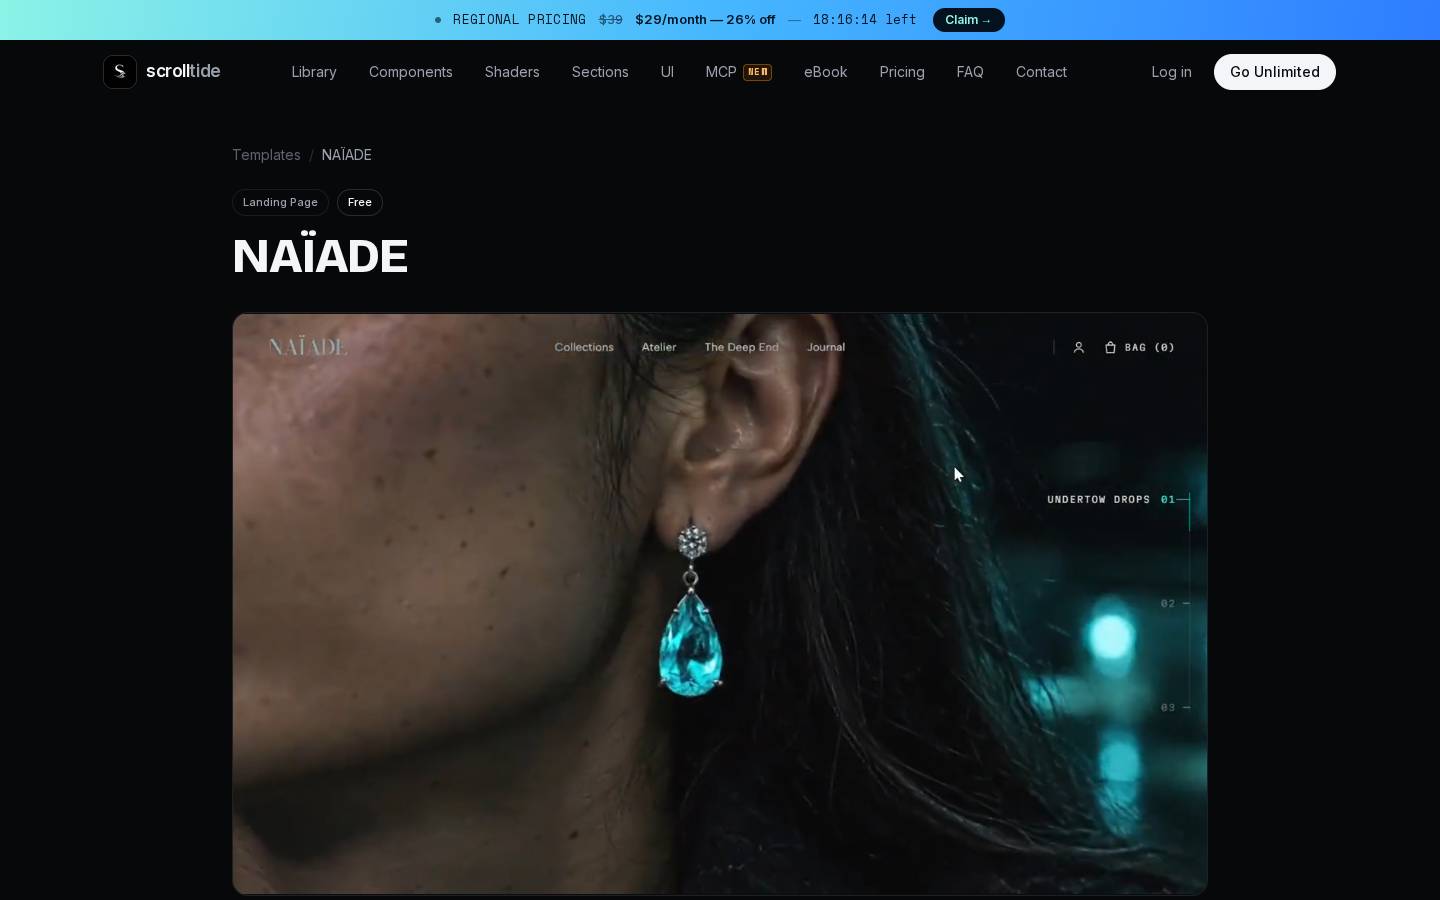 REGIONAL PRICING $39 $29/month — 26% off — 18:16:14 left Claim →
S scrolltide Library Components Shaders Sections UI MCP NEW eBook Pricing FAQ Contact Log in Go Unlimited
Templates / NAÏADE
Landing Page Free
NAÏADE
NAÏADE Collections Atelier The Deep End Journal BAG (0)
UNDERTOW DROPS 01
02
03